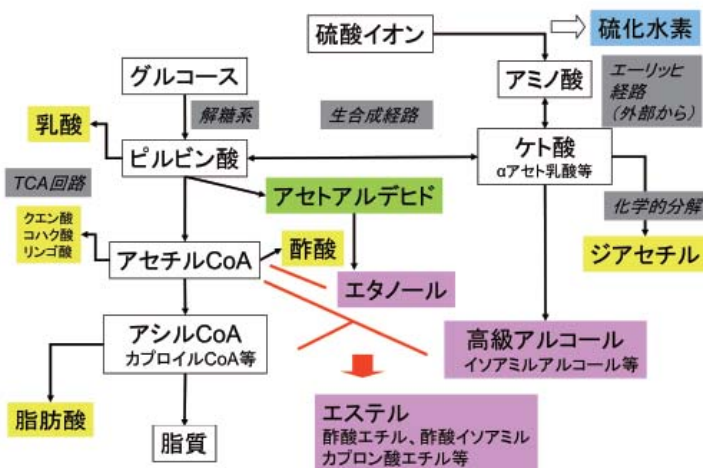 硫酸イオン
硫化水素
グルコース
アミノ酸
エーリッヒ
経路
（外部から）
解糖系
生合成経路
乳酸
ピルビン酸
ケト酸
αアセト乳酸等
TCA回路
アセトアルデヒド
化学的分解
クエン酸
コハク酸
リンゴ酸
アセチルCoA
酢酸
ジアセチル
エタノール
アシルCoA
カプロイルCoA等
高級アルコール
イソアミルアルコール等
脂肪酸
脂質
エステル
酢酸エチル、酢酸イソアミル
カプロン酸エチル等